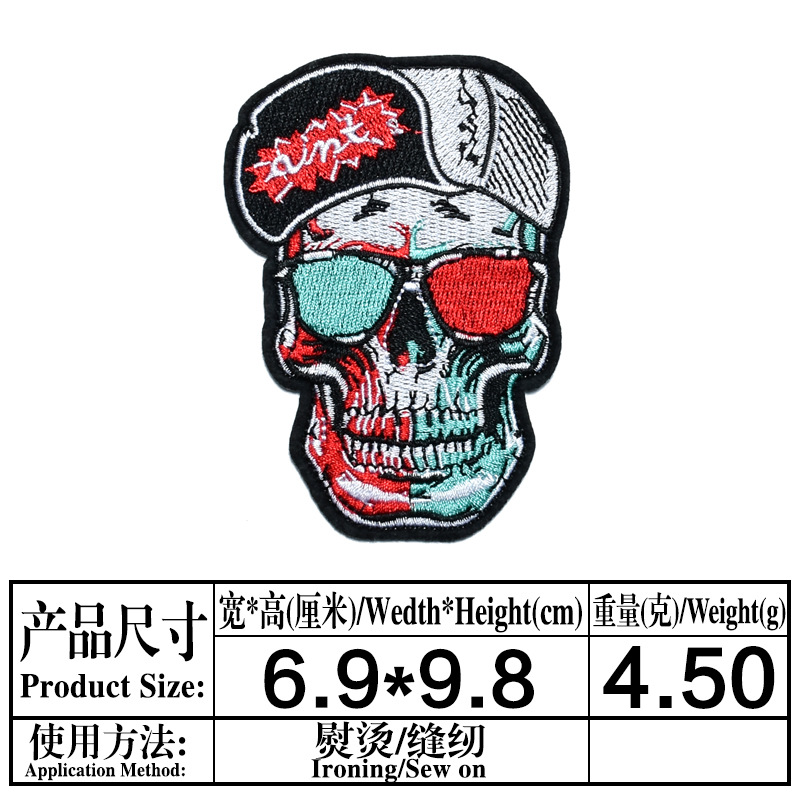 产品尺寸
Product Size:
宽*高(厘米)/Wedth*Height(cm)
重量(克)/Weight(g)
6.9*9.8
4.50
使用方法:
Application Method:
熨烫/缝纫
Ironing/Sew on